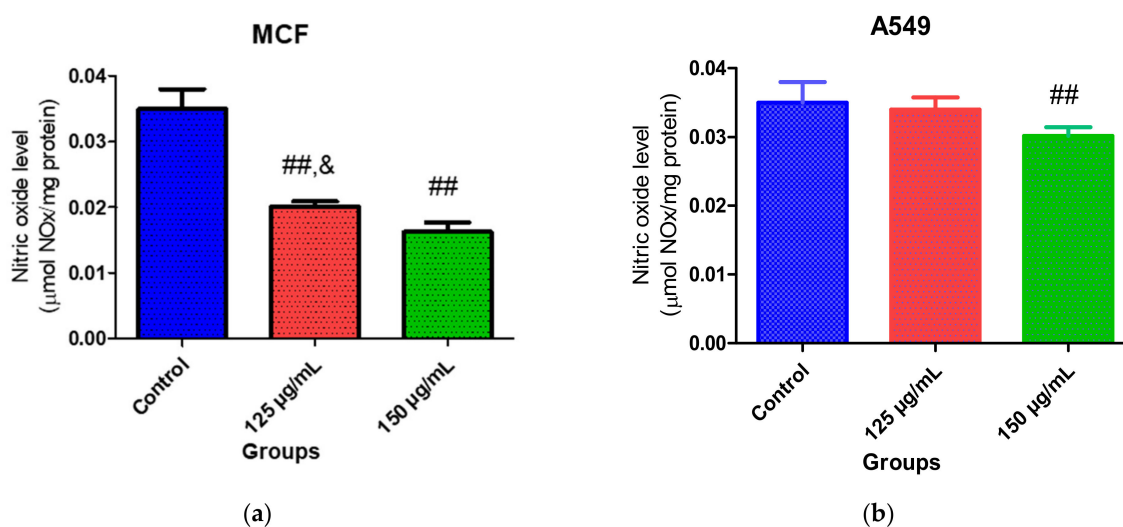 MCF
Nitric oxide level
(μmol NOx/mg protein)
0.04
0.03
0.02
0.01
0.00
##,&
##
Control
125 µg/mL
150 µg/mL
Groups
(a)
A549
Nitric oxide level
(μmol NOx/mg protein)
0.04
0.03
0.02
0.01
0.00
##
Control
125 µg/mL
150 µg/mL
Groups
(b)